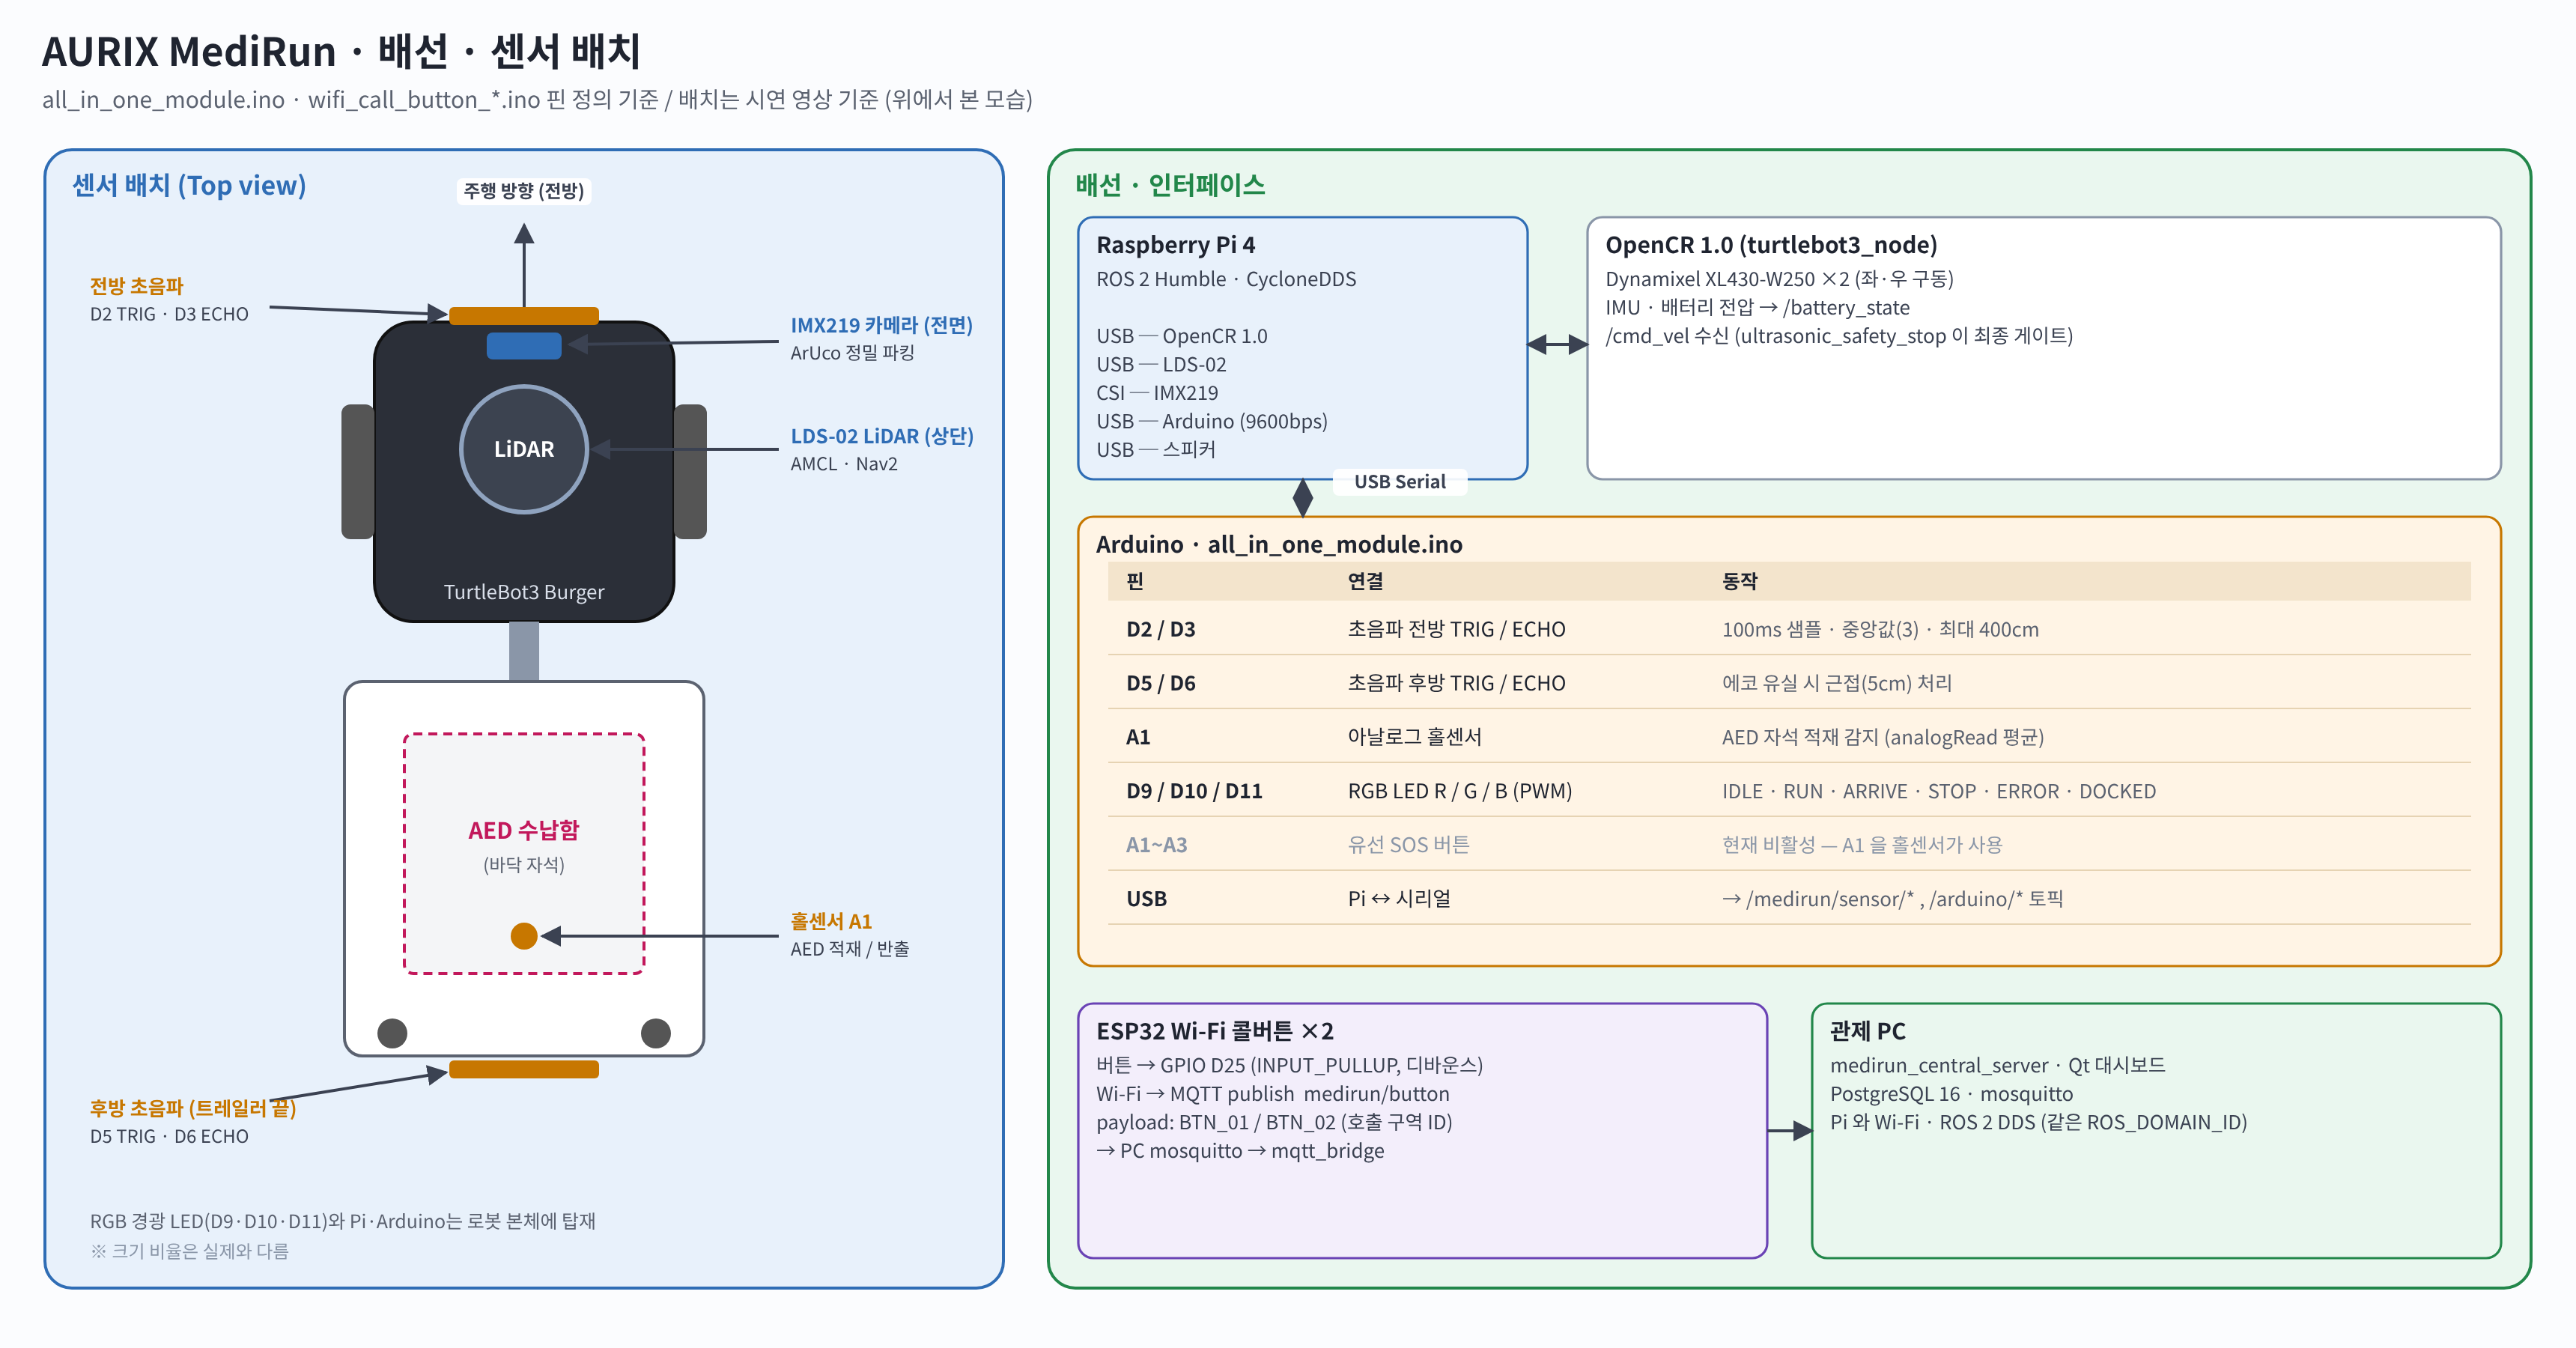 AURIX MediRun · 배선 · 센서 배치
all_in_one_module.ino · wifi_call_button_*.ino 핀 정의 기준 / 배치는 시연 영상 기준 (위에서 본 모습)
센서 배치 (Top view)
주행 방향 (전방)
전방 초음파
D2 TRIG · D3 ECHO
IMX219 카메라 (전면)
ArUco 정밀 파킹
LiDAR
LDS-02 LiDAR (상단)
AMCL · Nav2
TurtleBot3 Burger
AED 수납함
(바닥 자석)
홀센서 A1
AED 적재 / 반출
후방 초음파 (트레일러 끝)
D5 TRIG · D6 ECHO
RGB 경광 LED(D9·D10·D11)와 Pi·Arduino는 로봇 본체에 탑재
※ 크기 비율은 실제와 다름
배선 · 인터페이스
Raspberry Pi 4
ROS 2 Humble · CycloneDDS
USB — OpenCR 1.0
USB — LDS-02
CSI — IMX219
USB — Arduino (9600bps)
USB — 스피커
OpenCR 1.0 (turtlebot3_node)
Dynamixel XL430-W250 ×2 (좌·우 구동)
IMU · 배터리 전압 → /battery_state
/cmd_vel 수신 (ultrasonic_safety_stop 이 최종 게이트)
USB Serial
Arduino · all_in_one_module.ino
핀 연결 동작
D2 / D3 초음파 전방 TRIG / ECHO 100ms 샘플 · 중앙값(3) · 최대 400cm
D5 / D6 초음파 후방 TRIG / ECHO 에코 유실 시 근접(5cm) 처리
A1 아날로그 홀센서 AED 자석 적재 감지 (analogRead 평균)
D9 / D10 / D11 RGB LED R / G / B (PWM) IDLE · RUN · ARRIVE · STOP · ERROR · DOCKED
A1~A3 유선 SOS 버튼 현재 비활성 — A1 을 홀센서가 사용
USB Pi ↔ 시리얼 → /medirun/sensor/* , /arduino/* 토픽
ESP32 Wi-Fi 콜버튼 ×2
버튼 → GPIO D25 (INPUT_PULLUP, 디바운스)
Wi-Fi → MQTT publish medirun/button
payload: BTN_01 / BTN_02 (호출 구역 ID)
→ PC mosquitto → mqtt_bridge
관제 PC
medirun_central_server · Qt 대시보드
PostgreSQL 16 · mosquitto
Pi 와 Wi-Fi · ROS 2 DDS (같은 ROS_DOMAIN_ID)